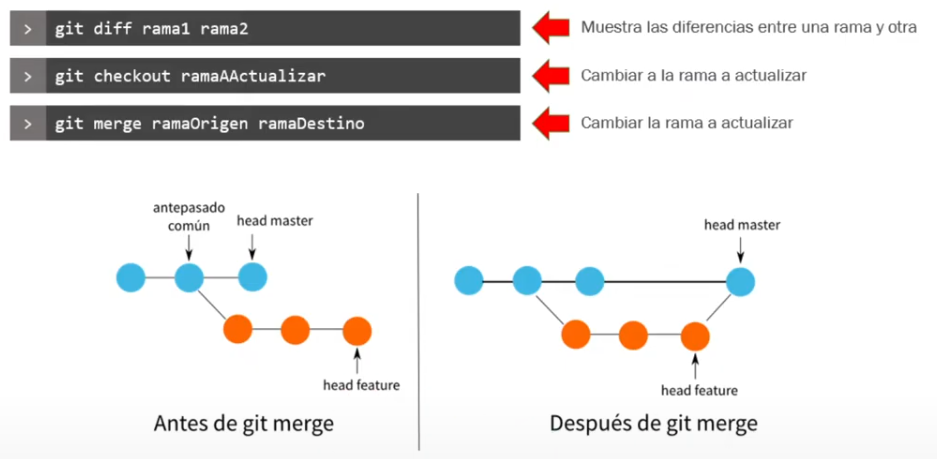 > git diff rama1 rama2
Muestra las diferencias entre una rama y otra
> git checkout ramaAActualizar
Cambiar a la rama a actualizar
> git merge ramaOrigen ramaDestino
Cambiar la rama a actualizar
antepasado
común
head master
head feature
Antes de git merge
head master
head feature
Después de git merge